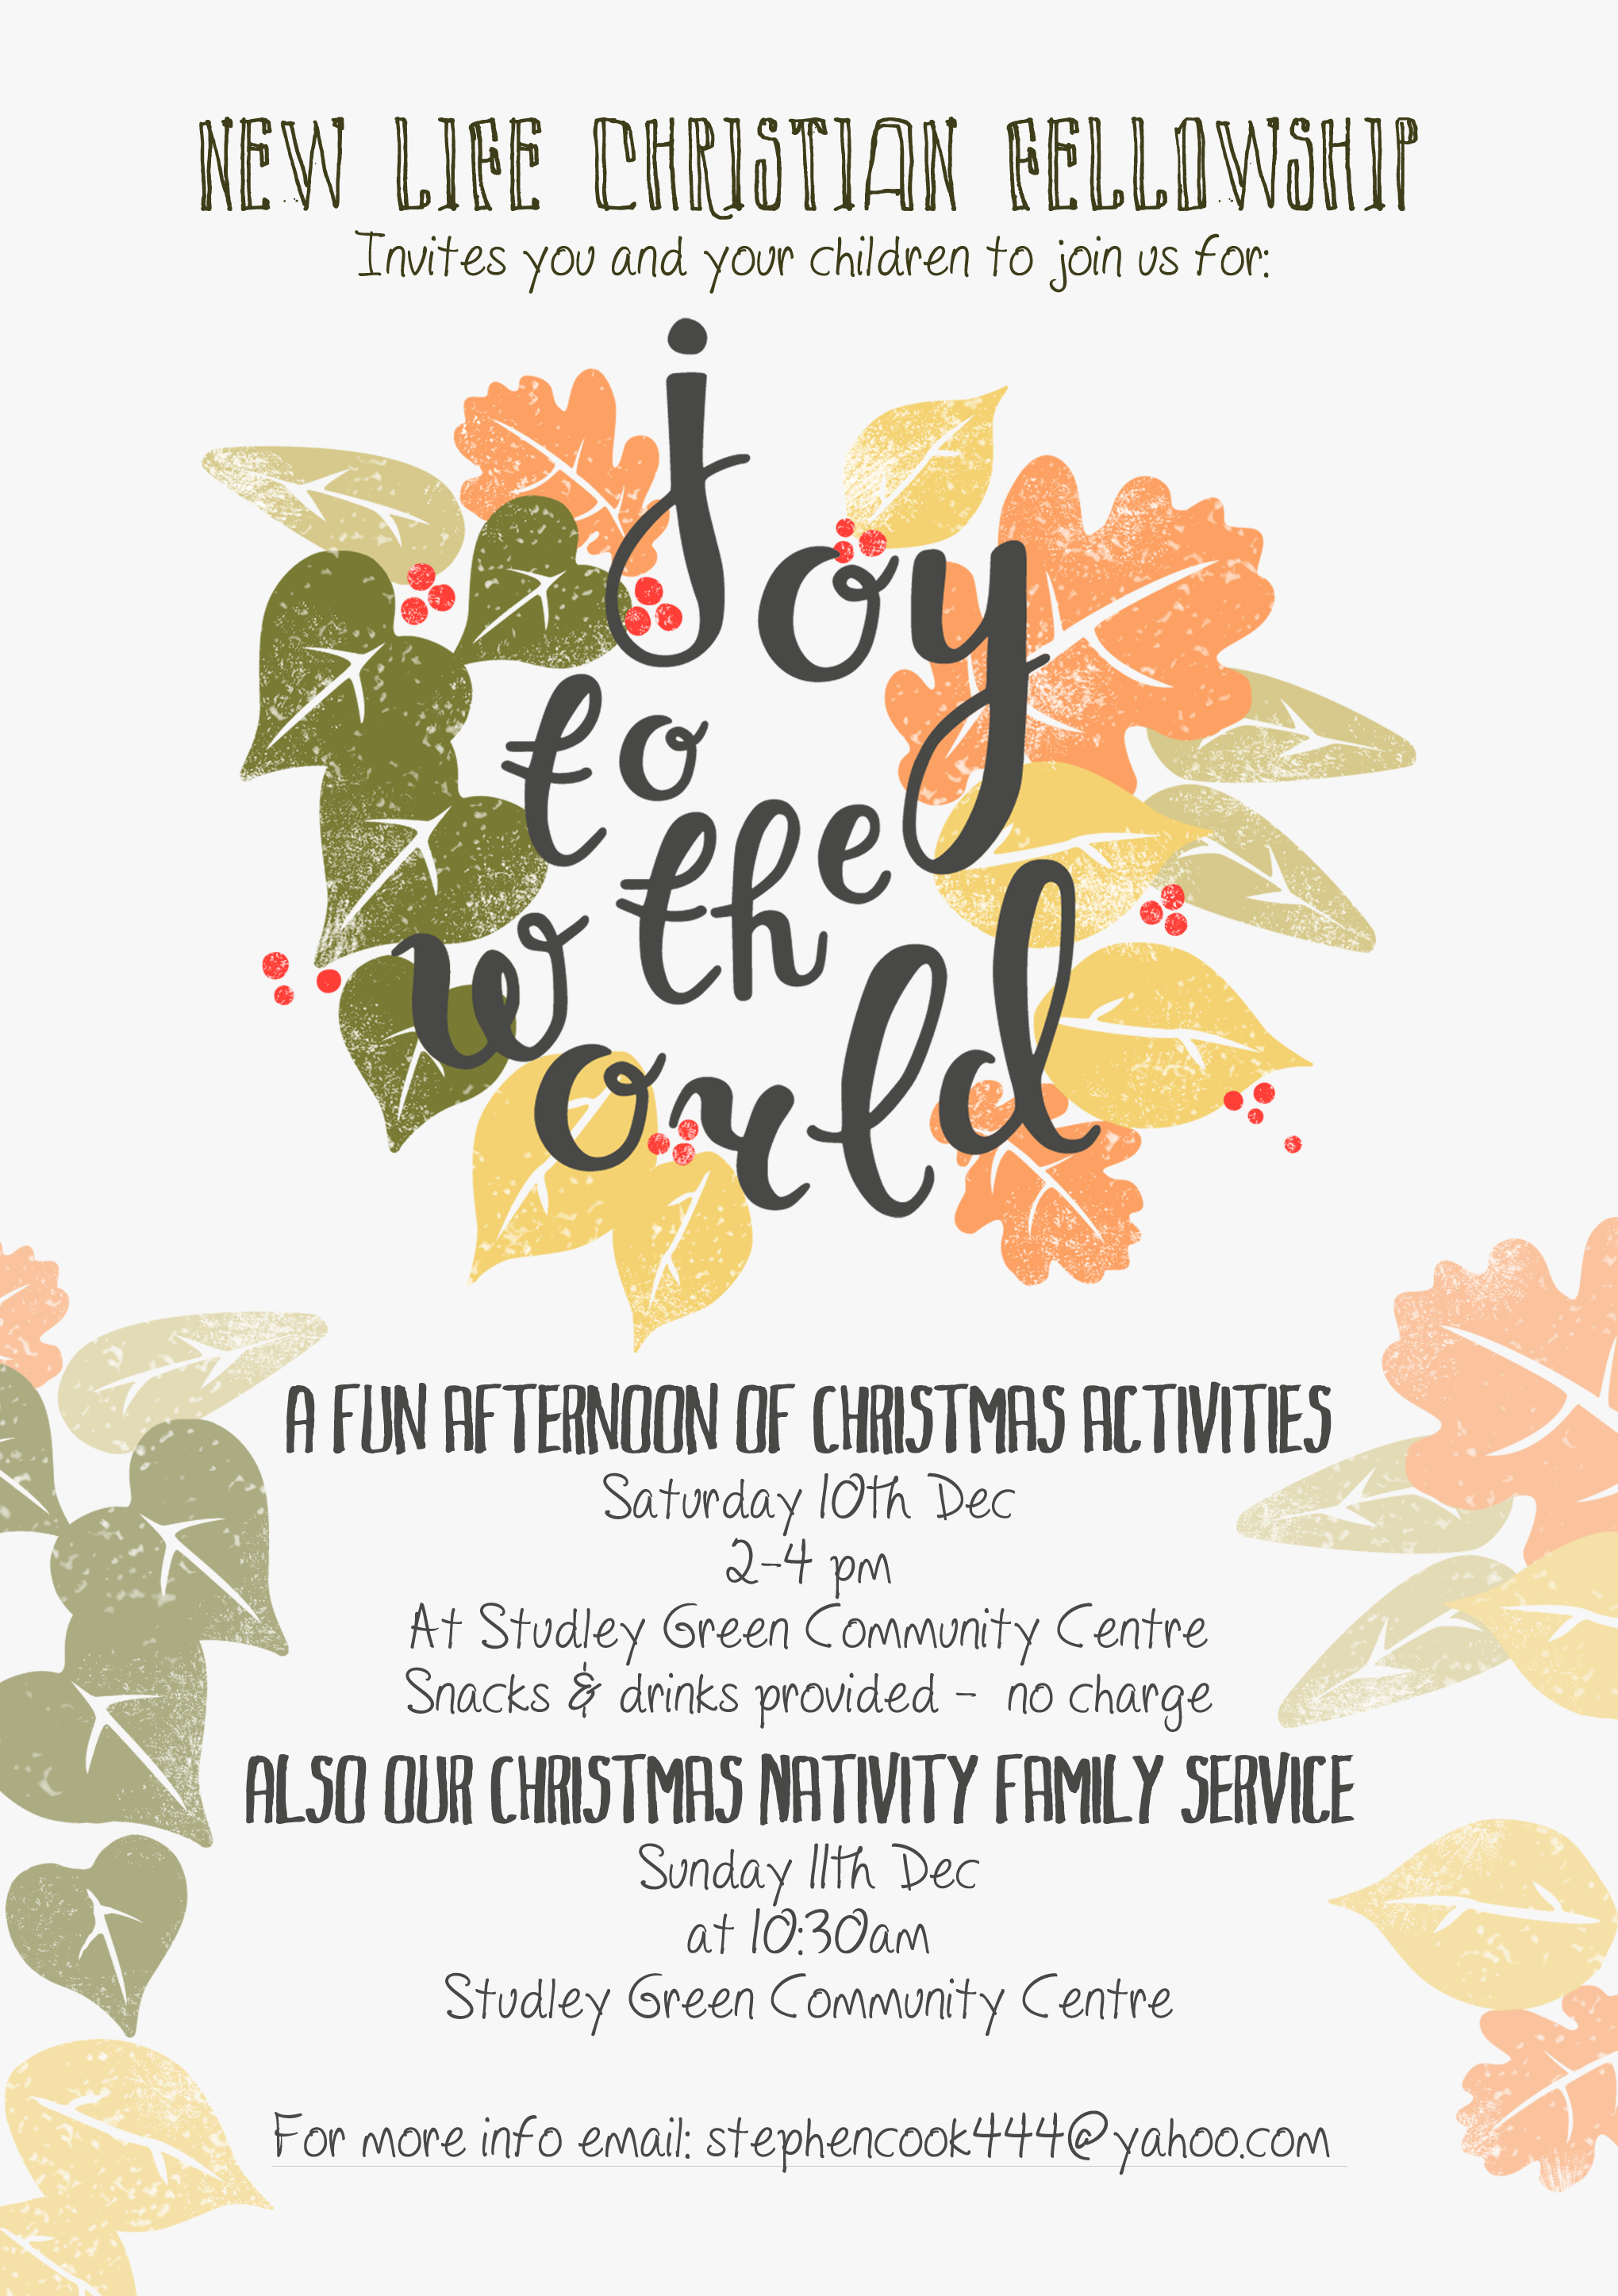 NEW LIFE CHRISTIAN FELLOWSHIP
Invites you and your children to join us for:
joy
to
the
world
A FUN AFTERNOON OF CHRISTMAS ACTIVITIES
Saturday 10th Dec
2-4 pm
At Studley Green Community Centre
Snacks & drinks provided - no charge
ALSO OUR CHRISTMAS NATIVITY FAMILY SERVICE
Sunday 11th Dec
at 10:30am
Studley Green Community Centre
For more info email: stephencook444@yahoo.com